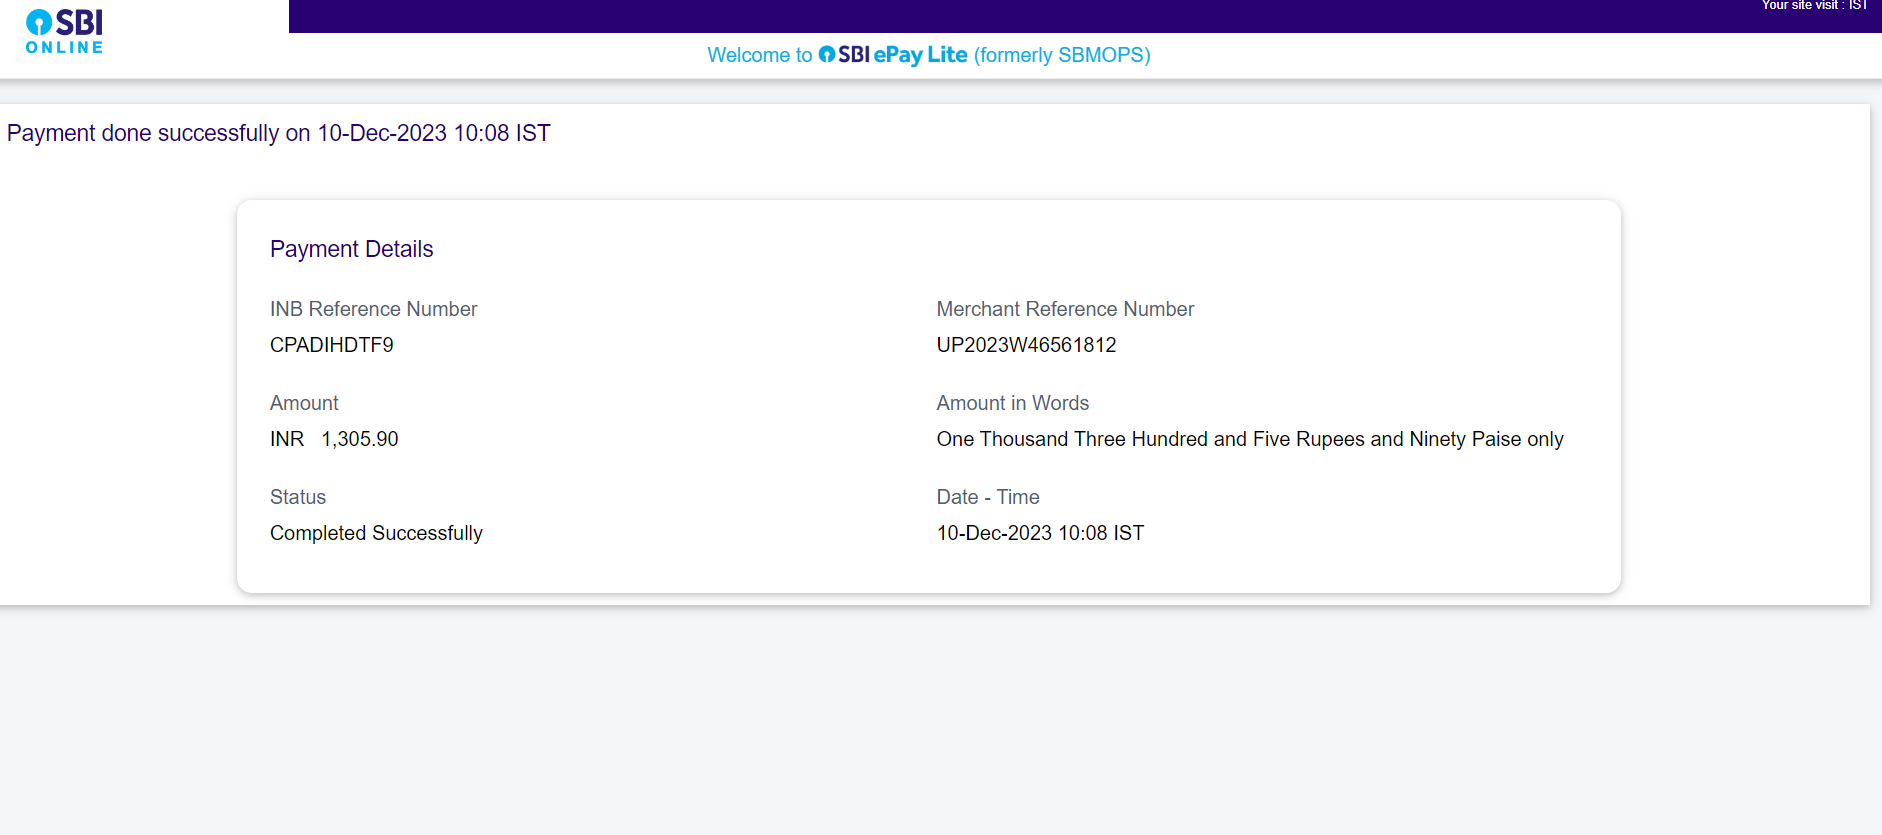 SBI
ONLINE
Your site visit : IST
Welcome to SBI ePay Lite (formerly SBMOPS)
Payment done successfully on 10-Dec-2023 10:08 IST
Payment Details
INB Reference Number
Merchant Reference Number
CPADIHDTF9
UP2023W46561812
Amount
Amount in Words
INR 1,305.90
One Thousand Three Hundred and Five Rupees and Ninety Paise only
Status
Date - Time
Completed Successfully
10-Dec-2023 10:08 IST